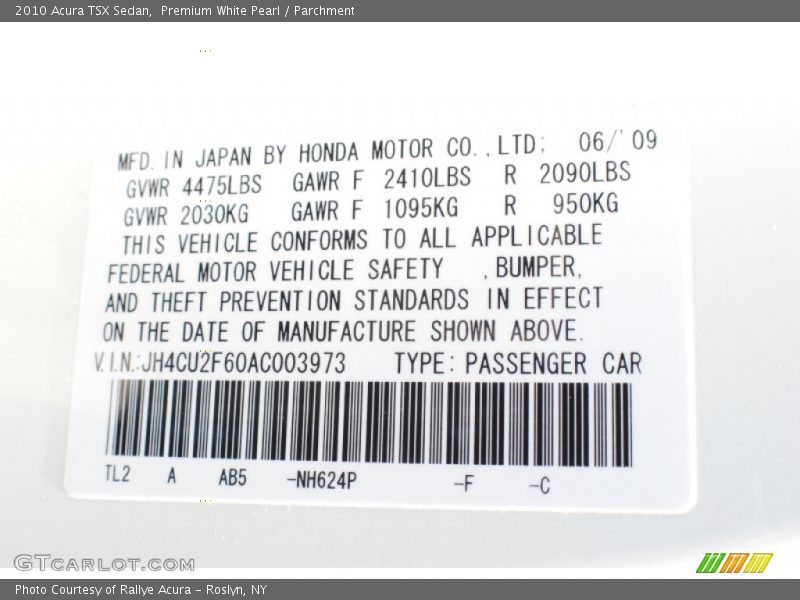 2010 Acura TSX Sedan,  Premium White Pearl / Parchment
MFD. IN JAPAN BY HONDA MOTOR CO.,LTD; 06/'09
GVWR 4475LBS GAWR F 2410LBS R 2090LBS
GVWR 2030KG GAWR F 1095KG R 950KG
THIS VEHICLE CONFORMS TO ALL APPLICABLE
FEDERAL MOTOR VEHICLE SAFETY ,BUMPER,
AND THEFT PREVENTION STANDARDS IN EFFECT
ON THE DATE OF MANUFACTURE SHOWN ABOVE.
V.I.N.:JH4CU2F60AC003973 TYPE: PASSENGER CAR
TL2 A AB5 -NH624P -F -C
GTCARLOT.COM
Photo Courtesy of Rallye Acura - Roslyn, NY